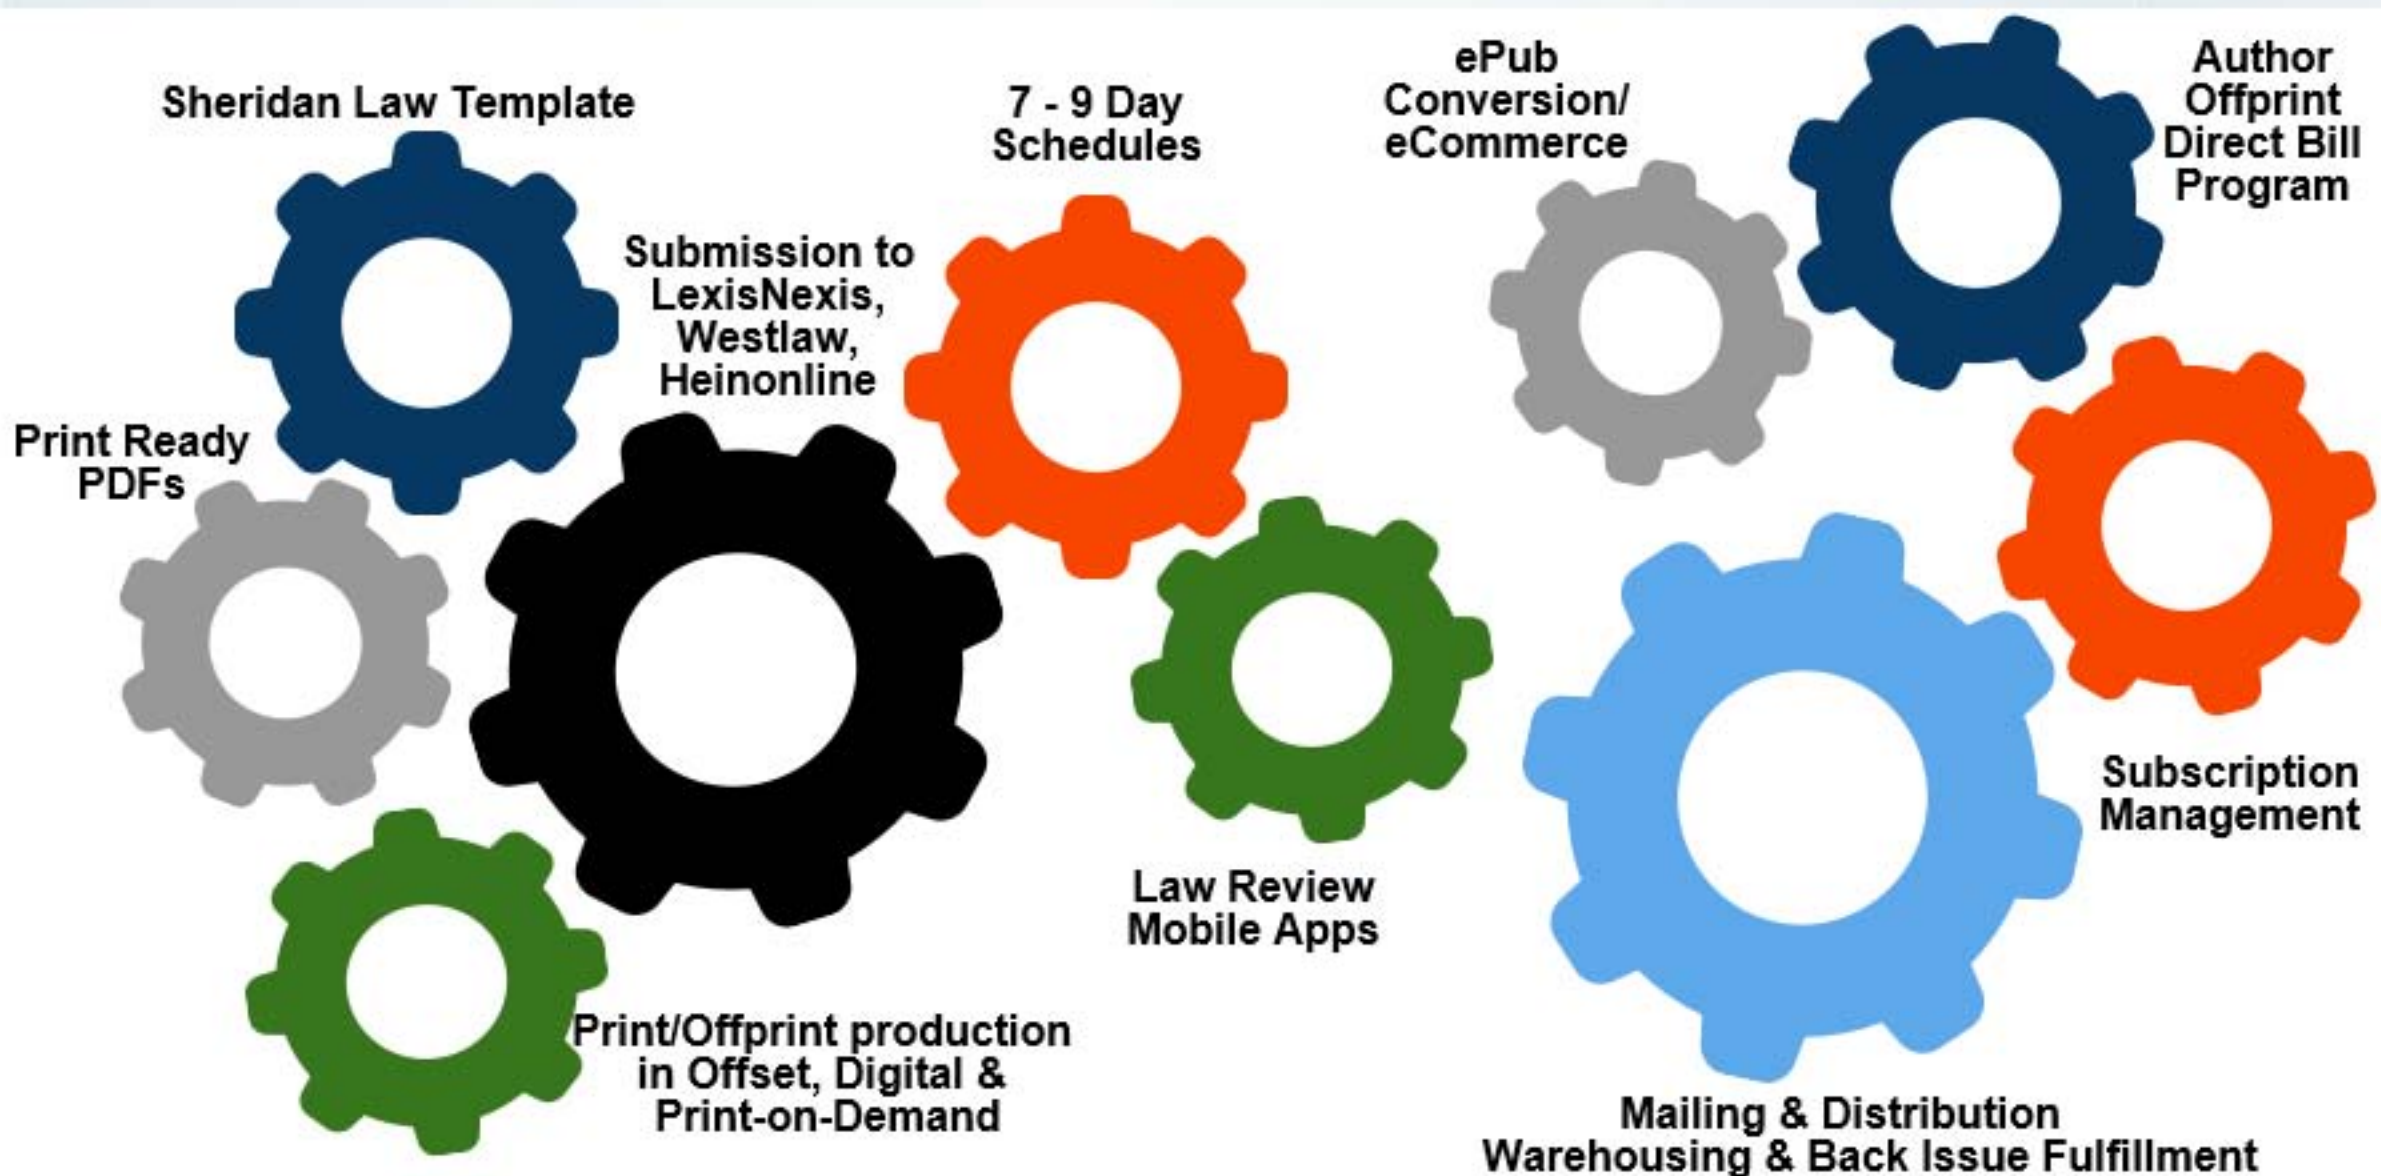 Sheridan Law Template
Print Ready
PDFs
Submission to
LexisNexis,
Westlaw,
Heinonline
7 - 9 Day
Schedules
Print/Offprint production
in Offset, Digital &
Print-on-Demand
Law Review
Mobile Apps
ePub
Conversion/
eCommerce
Author
Offprint
Direct Bill
Program
Subscription
Management
Mailing & Distribution
Warehousing & Back Issue Fulfillment